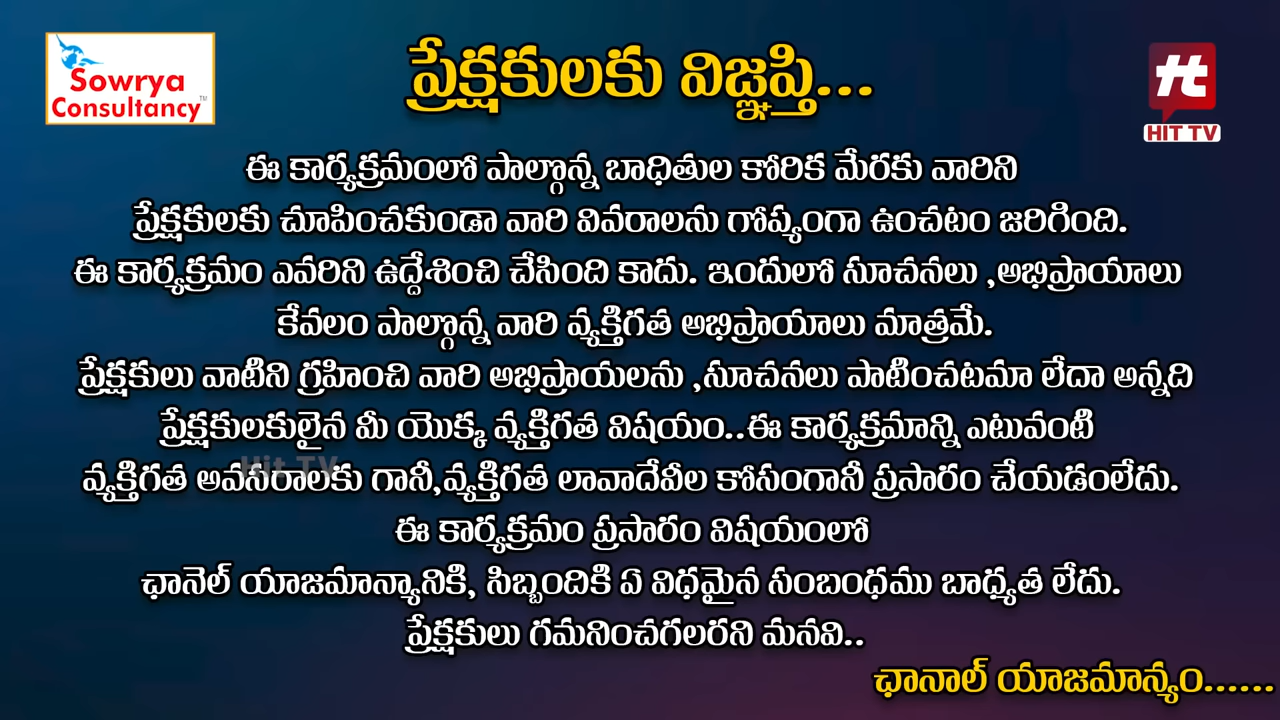 Sowrya
Consultancy™
ప్రేక్షకులకు విజ్ఞప్తి...
HIT TV
ఈ కార్యక్రమంలో పాల్గొన్న బాధితుల కోరిక మేరకు వారిని
ప్రేక్షకులకు చూపించకుండా వారి వివరాలను గోప్యంగా ఉంచటం జరిగింది.
ఈ కార్యక్రమం ఎవరిని ఉద్దేశించి చేసింది కాదు. ఇందులో సూచనలు ,అభిప్రాయాలు
కేవలం పాల్గొన్న వారి వ్యక్తిగత అభిప్రాయాలు మాత్రమే.
ప్రేక్షకులు వాటిని గ్రహించి వారి అభిప్రాయలను ,సూచనలు పాటించటమా లేదా అన్నది
ప్రేక్షకులకులైన మీ యొక్క వ్యక్తిగత విషయం..ఈ కార్యక్రమాన్ని ఎటువంటి
Hit TV
వ్యక్తిగత అవసరాలకు గానీ,వ్యక్తిగత లావాదేవీల కోసంగానీ ప్రసారం చేయడంలేదు.
ఈ కార్యక్రమం ప్రసారం విషయంలో
ఛానెల్ యాజమాన్యానికి, సిబ్బందికి ఏ విధమైన సంబంధము బాధ్యత లేదు.
ప్రేక్షకులు గమనించగలరని మనవి..
ఛానాల్ యాజమాన్యం......